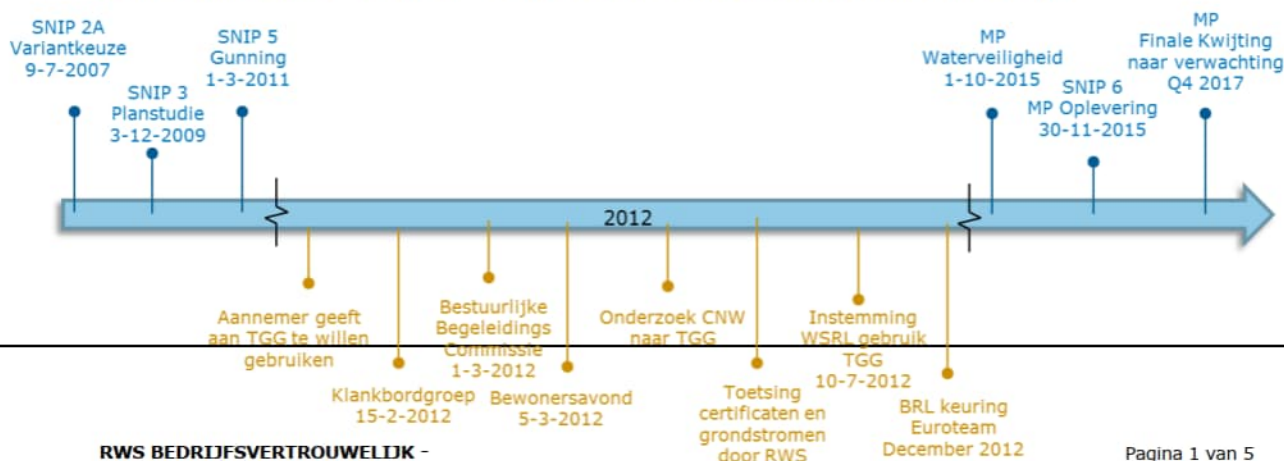 SNIP 2A
Variantkeuze
9-7-2007
SNIP 3
Planstudie
3-12-2009
SNIP 5
Gunning
1-3-2011
MP
Waterveiligheid
1-10-2015
SNIP 6
MP Oplevering
30-11-2015
MP
Finale Kwijting
naar verwachting
Q4 2017
2012
Aannemer geeft
aan TGG te willen
gebruiken
Klankbordgroep
15-2-2012
Bestuurlijke
Begeleidings
Commissie
1-3-2012
Bewonersavond
5-3-2012
Onderzoek CNW
naar TGG
Toetsing
certificaten en
grondstromen
door RWS
Instemming
WSRL gebruik
TGG
10-7-2012
BRL keuring
Euroteam
December 2012
RWS BEDRIJFSVERTROUWELIJK -
Pagina 1 van 5